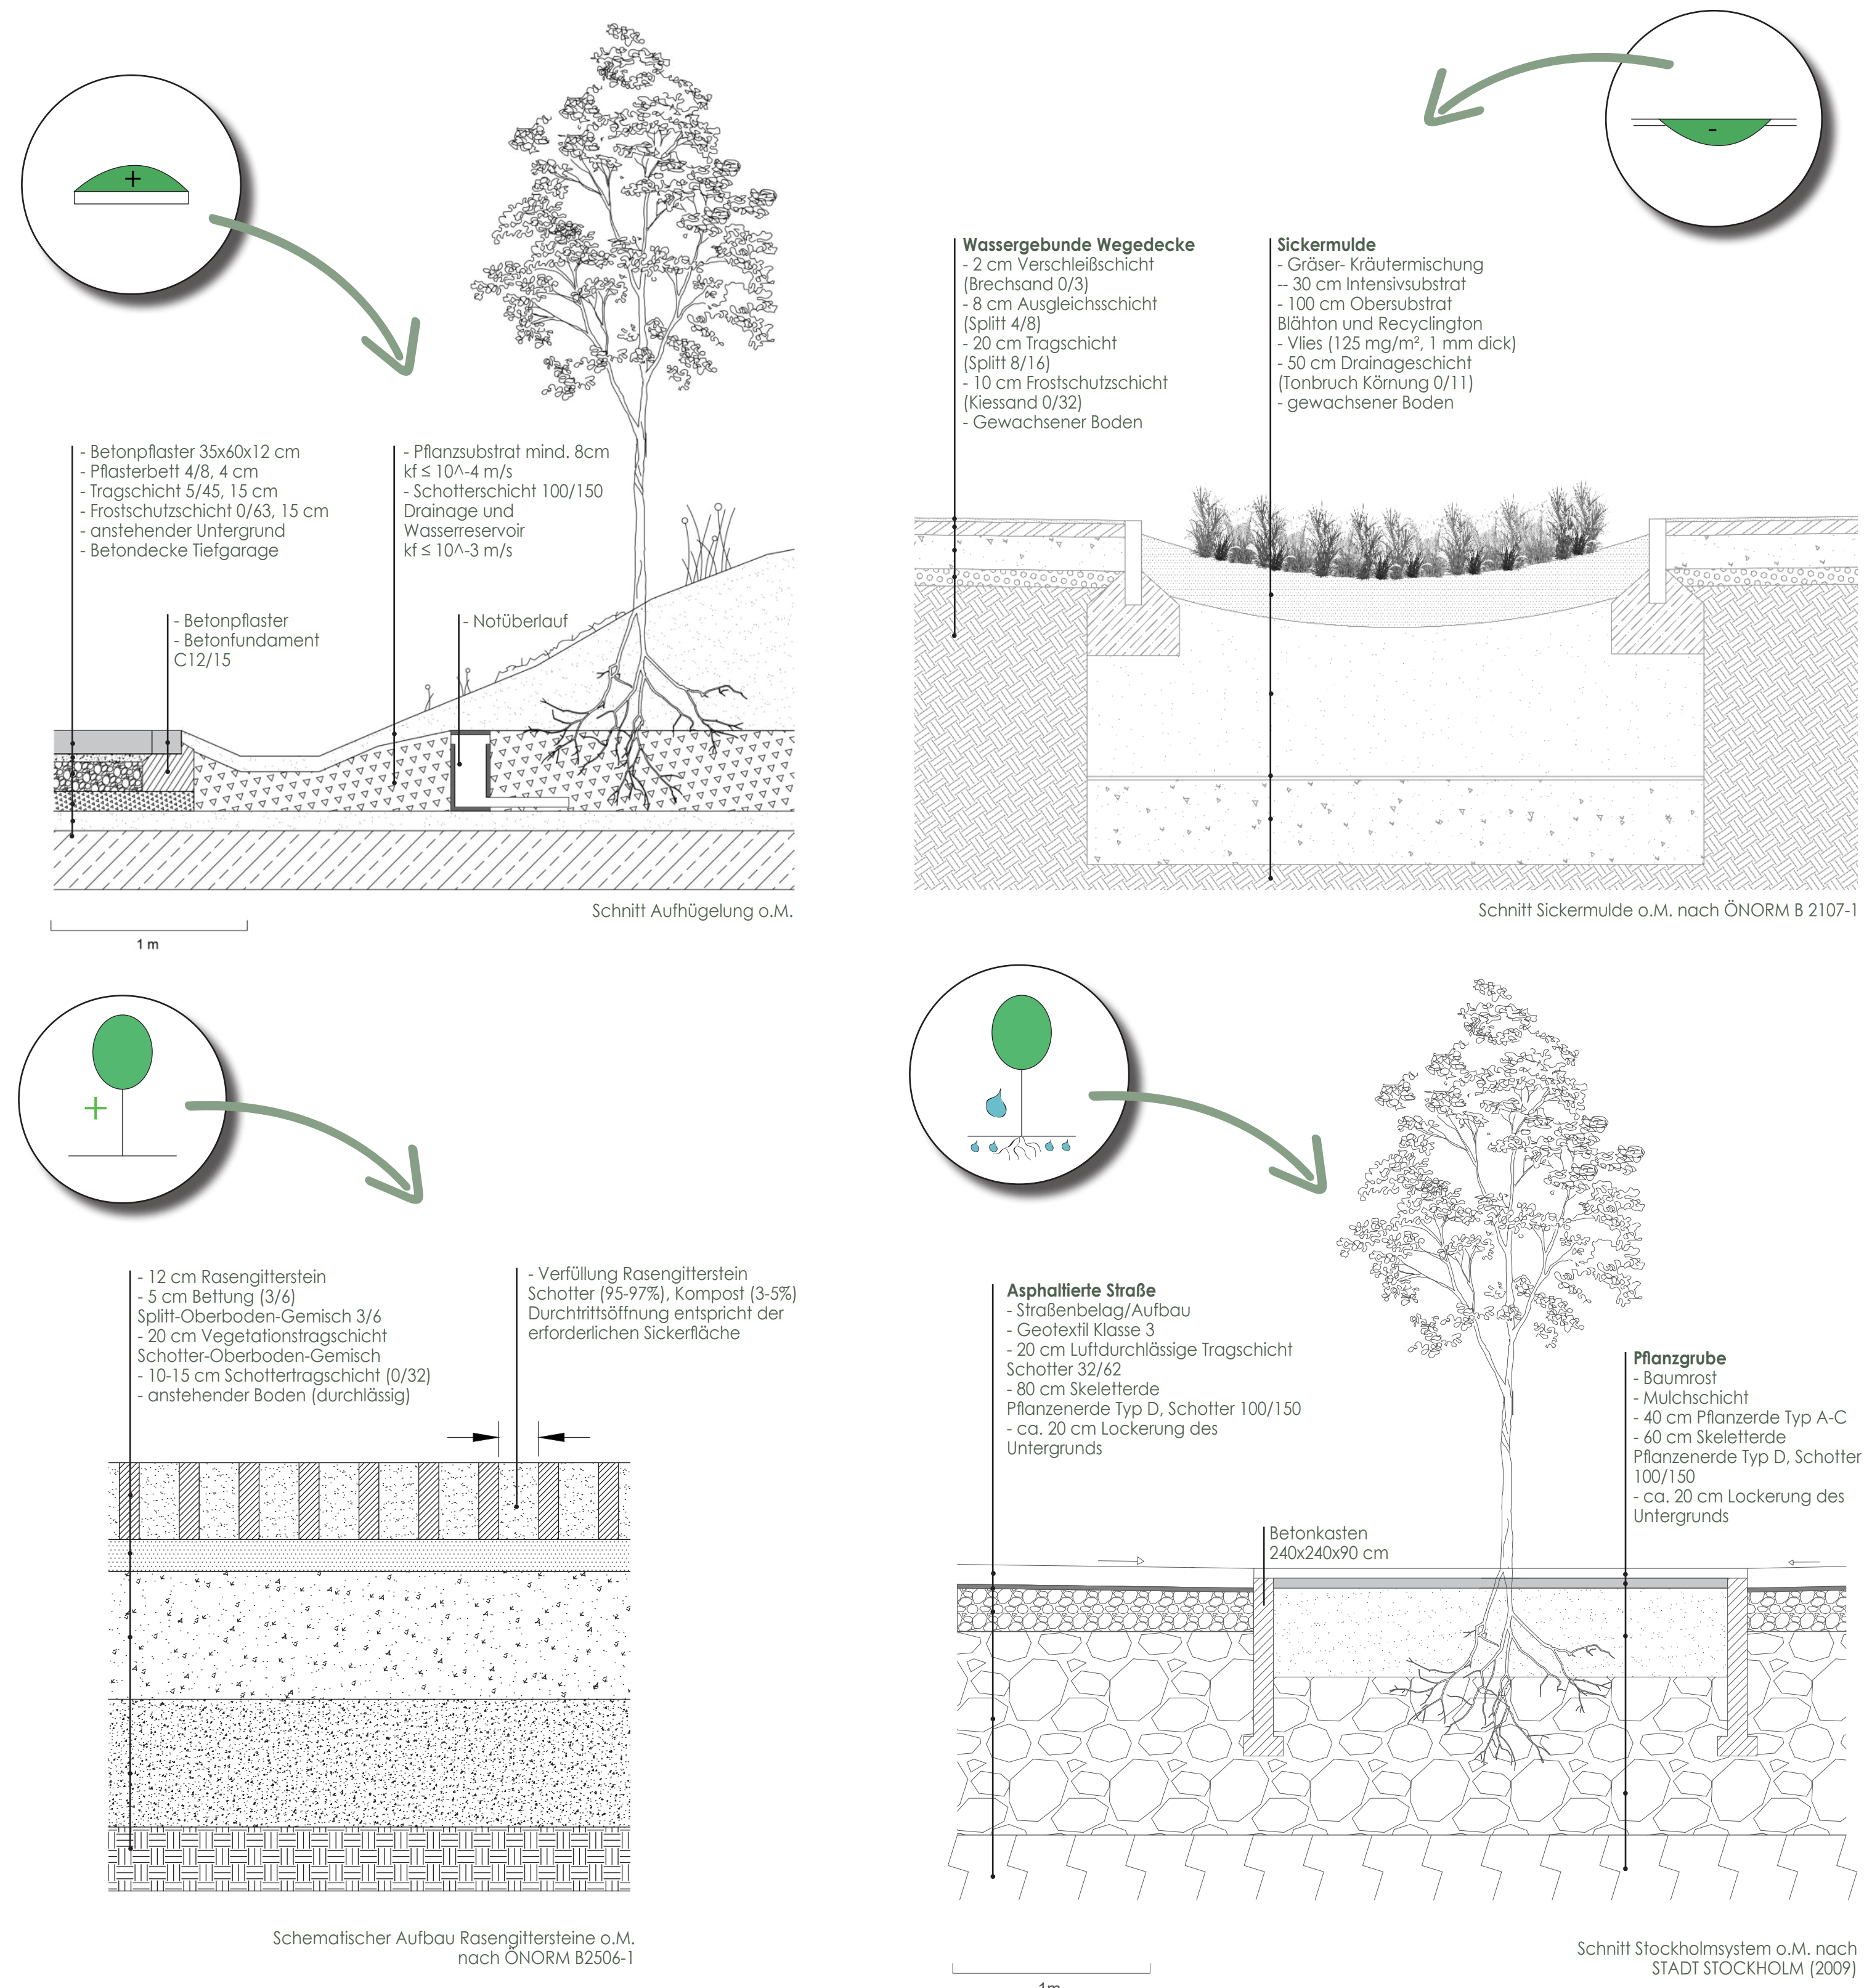 +
-
- Betonpflaster 35x60x12 cm
- Pflasterbett 4/8, 4 cm
- Tragschicht 5/45, 15 cm
- Frostschutzschicht 0/63, 15 cm
- anstehender Untergrund
- Betondecke Tiefgarage
- Pflanzsubstrat mind. 8cm
kf ≤ 10^-4 m/s
- Schotterschicht 100/150
Drainage und
Wasserreservoir
kf ≤ 10^-3 m/s
- Betonpflaster
- Betonfundament
C12/15
- Notüberlauf
Schnitt Aufhügelung o.M.
1 m
Wassergebunde Wegedecke
- 2 cm Verschleißschicht
(Brechsand 0/3)
- 8 cm Ausgleichsschicht
(Splitt 4/8)
- 20 cm Tragschicht
(Splitt 8/16)
- 10 cm Frostschutzschicht
(Kiessand 0/32)
- Gewachsener Boden
Sickermulde
- Gräser- Kräutermischung
-- 30 cm Intensivsubstrat
- 100 cm Obersubstrat
Blähton und Recyclington
- Vlies (125 mg/m², 1 mm dick)
- 50 cm Drainageschicht
(Tonbruch Körnung 0/11)
- gewachsener Boden
Schnitt Sickermulde o.M. nach ÖNORM B 2107-1
+
- 12 cm Rasengitterstein
- 5 cm Bettung (3/6)
Splitt-Oberboden-Gemisch 3/6
- 20 cm Vegetationstragschicht
Schotter-Oberboden-Gemisch
- 10-15 cm Schottertragschicht (0/32)
- anstehender Boden (durchlässig)
- Verfüllung Rasengitterstein
Schotter (95-97%), Kompost (3-5%)
Durchtrittsöffnung entspricht der
erforderlichen Sickerfläche
Schematischer Aufbau Rasengittersteine o.M.
nach ÖNORM B2506-1
Asphaltierte Straße
- Straßenbelag/Aufbau
- Geotextil Klasse 3
- 20 cm Luftdurchlässige Tragschicht
Schotter 32/62
- 80 cm Skeletterde
Pflanzenerde Typ D, Schotter 100/150
- ca. 20 cm Lockerung des
Untergrunds
Pflanzgrube
- Baumrost
- Mulchschicht
- 40 cm Pflanzerde Typ A-C
- 60 cm Skeletterde
Pflanzenerde Typ D, Schotter
100/150
- ca. 20 cm Lockerung des
Untergrunds
Betonkasten
240x240x90 cm
Schnitt Stockholmsystem o.M. nach
STADT STOCKHOLM (2009)
1m